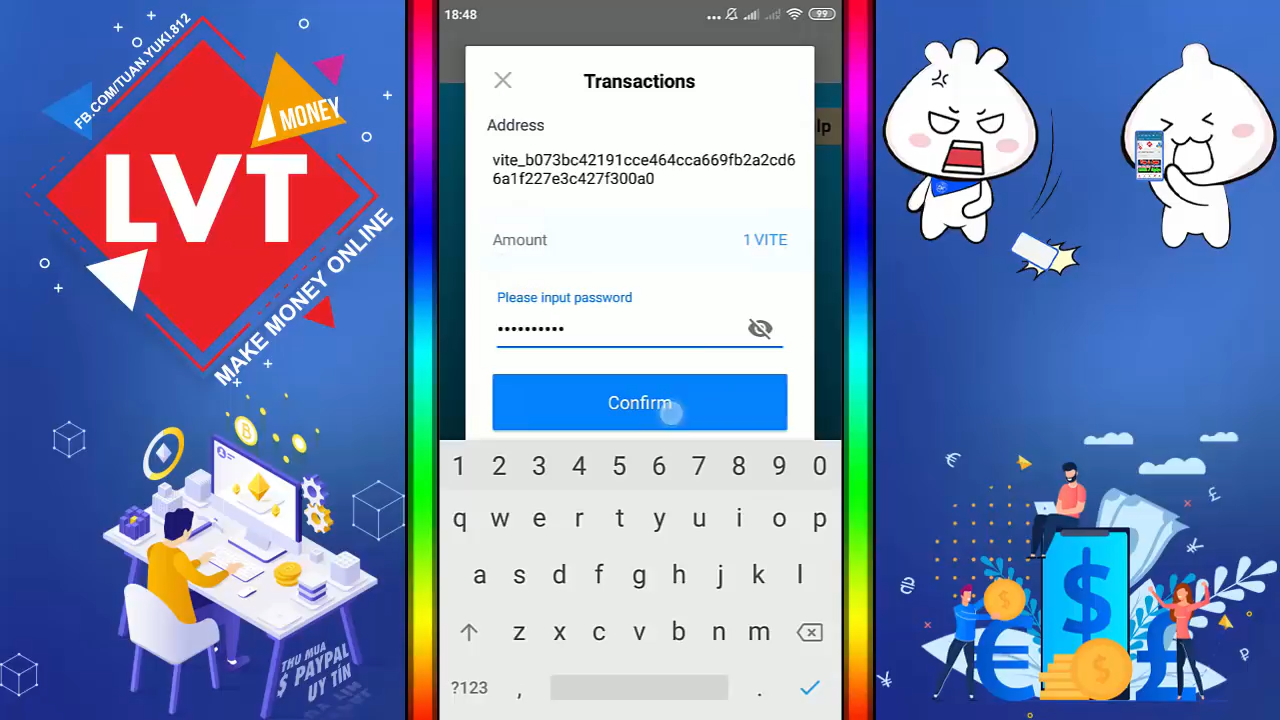 FB.COM/TUAN.YUKI.812
MONEY
LVT
MAKE MONEY ONLINE
THU MUA
$ PAYPAL
UY TÍN
18:48
99
Transactions
lp
Address
vite_b073bc42191cce464cca669fb2a2cd6
6a1f227e3c427f300a0
Amount
1 VITE
Please input password
••••••••••
Confirm
1 2 3 4 5 6 7 8 9 0
q w e r t y u i o p
a s d f g h j k l
z x c v b n m
?123 , .